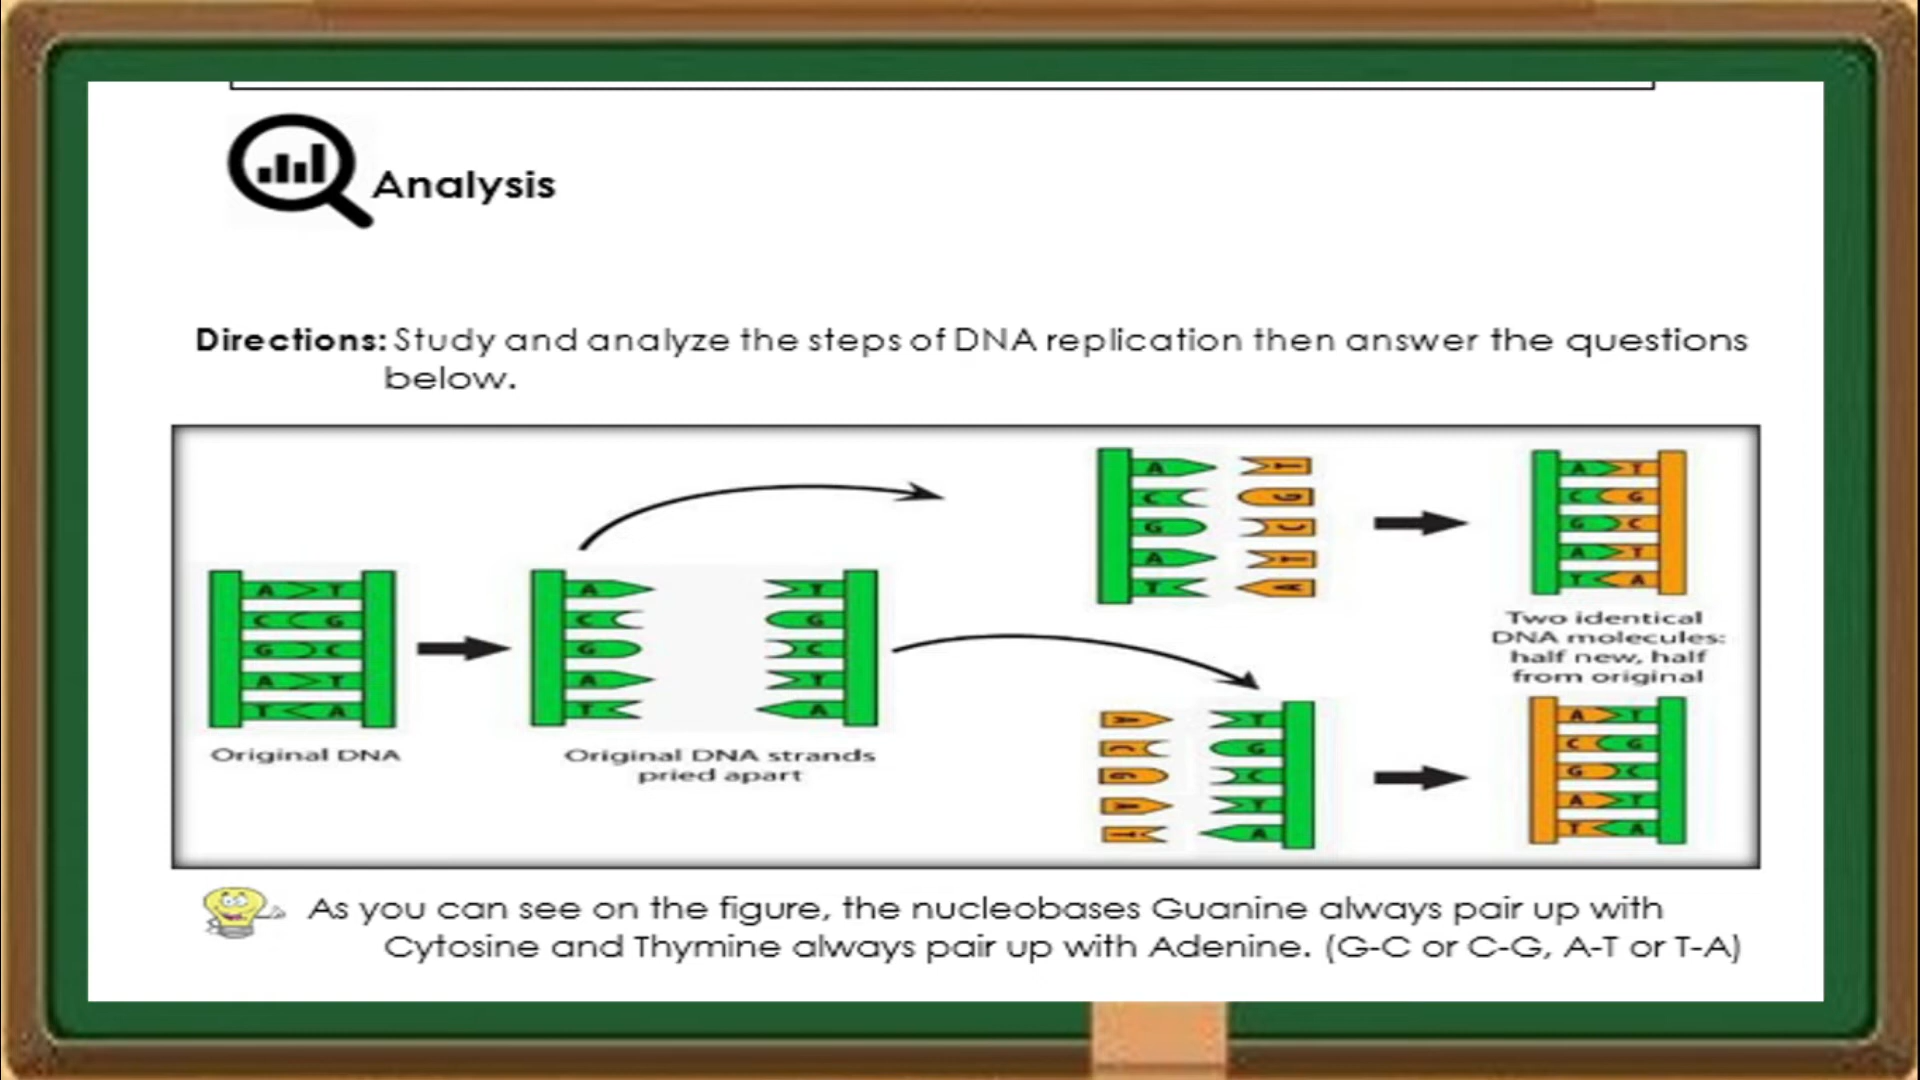 Analysis
Directions: Study and analyze the steps of DNA replication then answer the questions
below.
A T
C G
G C
A T
T A
Original DNA
A T
C G
G C
A T
T A
Original DNA strands
pried apart
A T
C G
G C
A T
T A
A T
C G
G C
A T
T A
Two identical
DNA molecules:
half new, half
from original
A T
C G
G C
A T
T A
A T
C G
G C
A T
T A
As you can see on the figure, the nucleobases Guanine always pair up with
Cytosine and Thymine always pair up with Adenine. (G-C or C-G, A-T or T-A)